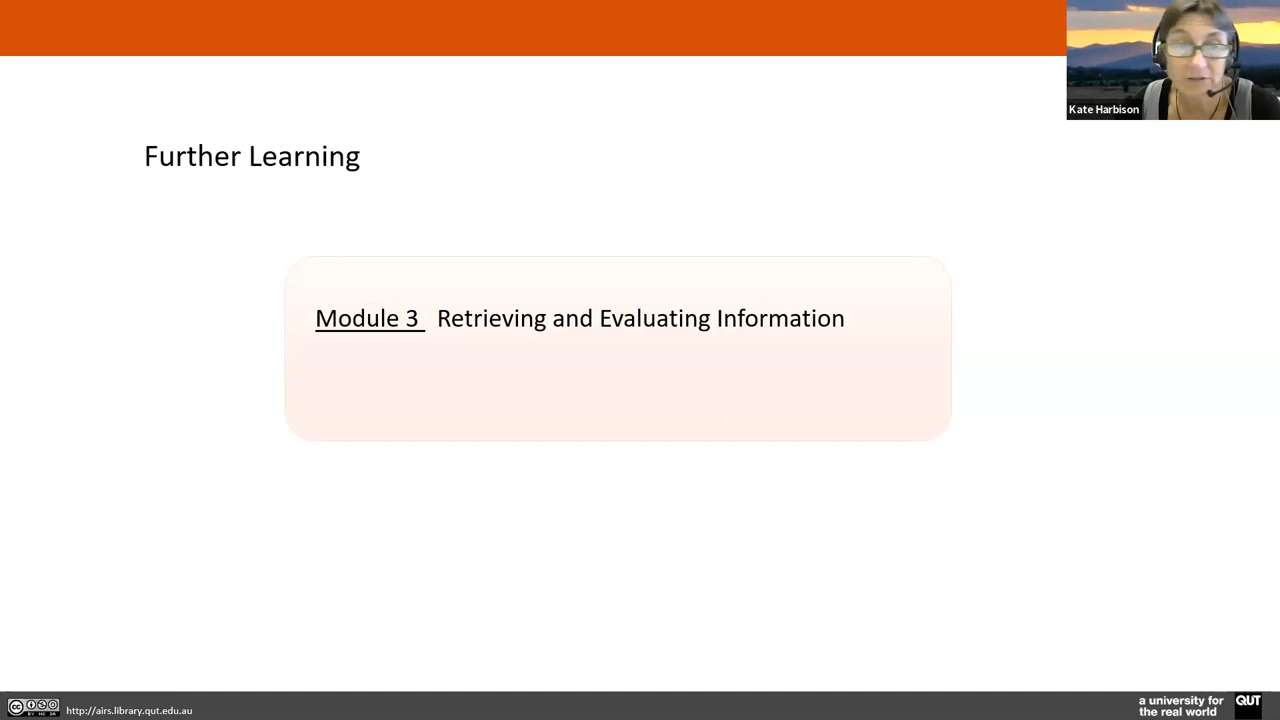 Kate Harbison
Further Learning
Module 3 Retrieving and Evaluating Information
http://airs.library.qut.edu.au
a university for
the real world
QUT